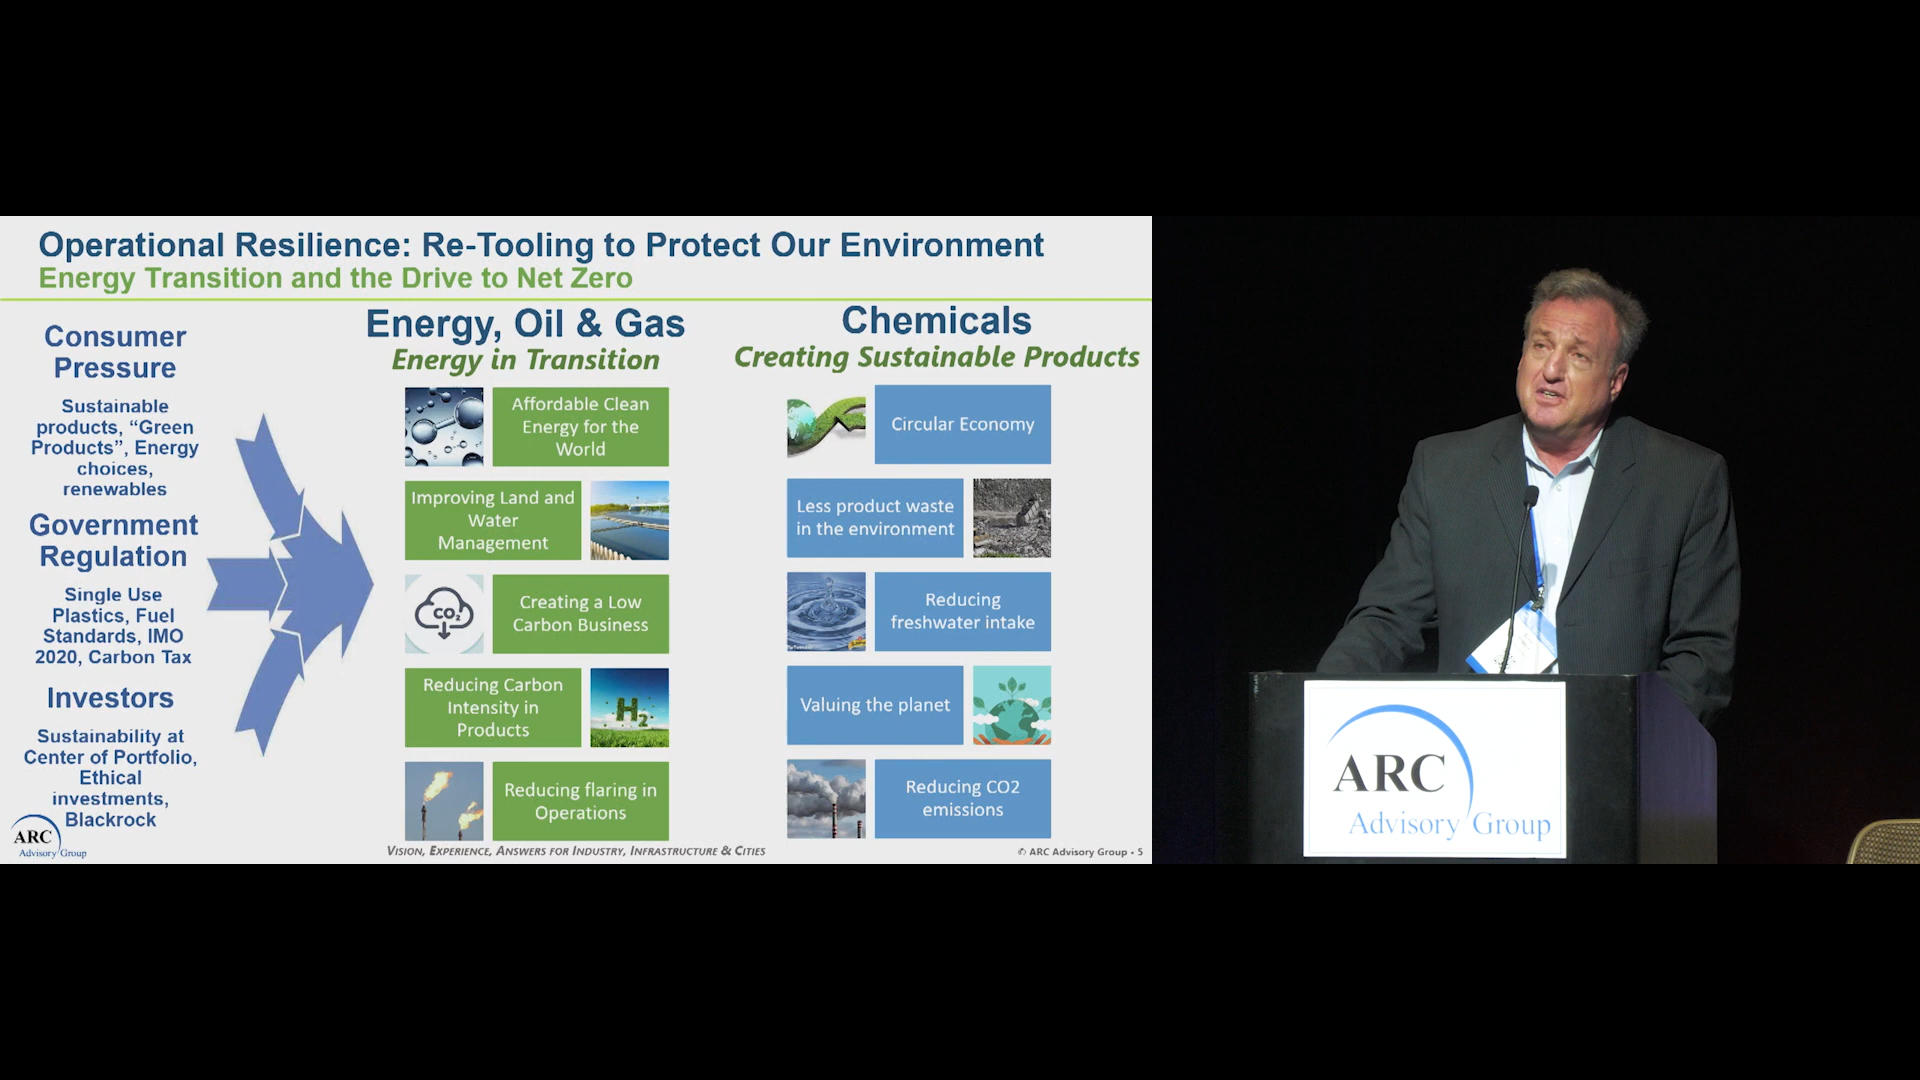 Operational Resilience: Re-Tooling to Protect Our Environment
Energy Transition and the Drive to Net Zero
Consumer
Pressure
Sustainable
products, “Green
Products”, Energy
choices,
renewables
Government
Regulation
Single Use
Plastics, Fuel
Standards, IMO
2020, Carbon Tax
Investors
Sustainability at
Center of Portfolio,
Ethical
investments,
Blackrock
Energy, Oil & Gas
Energy in Transition
Affordable Clean
Energy for the
World
Improving Land and
Water
Management
CO2
Creating a Low
Carbon Business
Reducing Carbon
Intensity in
Products
H2
Reducing flaring in
Operations
Chemicals
Creating Sustainable Products
Circular Economy
Less product waste
in the environment
Reducing
freshwater intake
Valuing the planet
Reducing CO2
emissions
ARC
Advisory Group
Vision, Experience, Answers for Industry, Infrastructure & Cities
© ARC Advisory Group • 5
ARC
Advisory Group